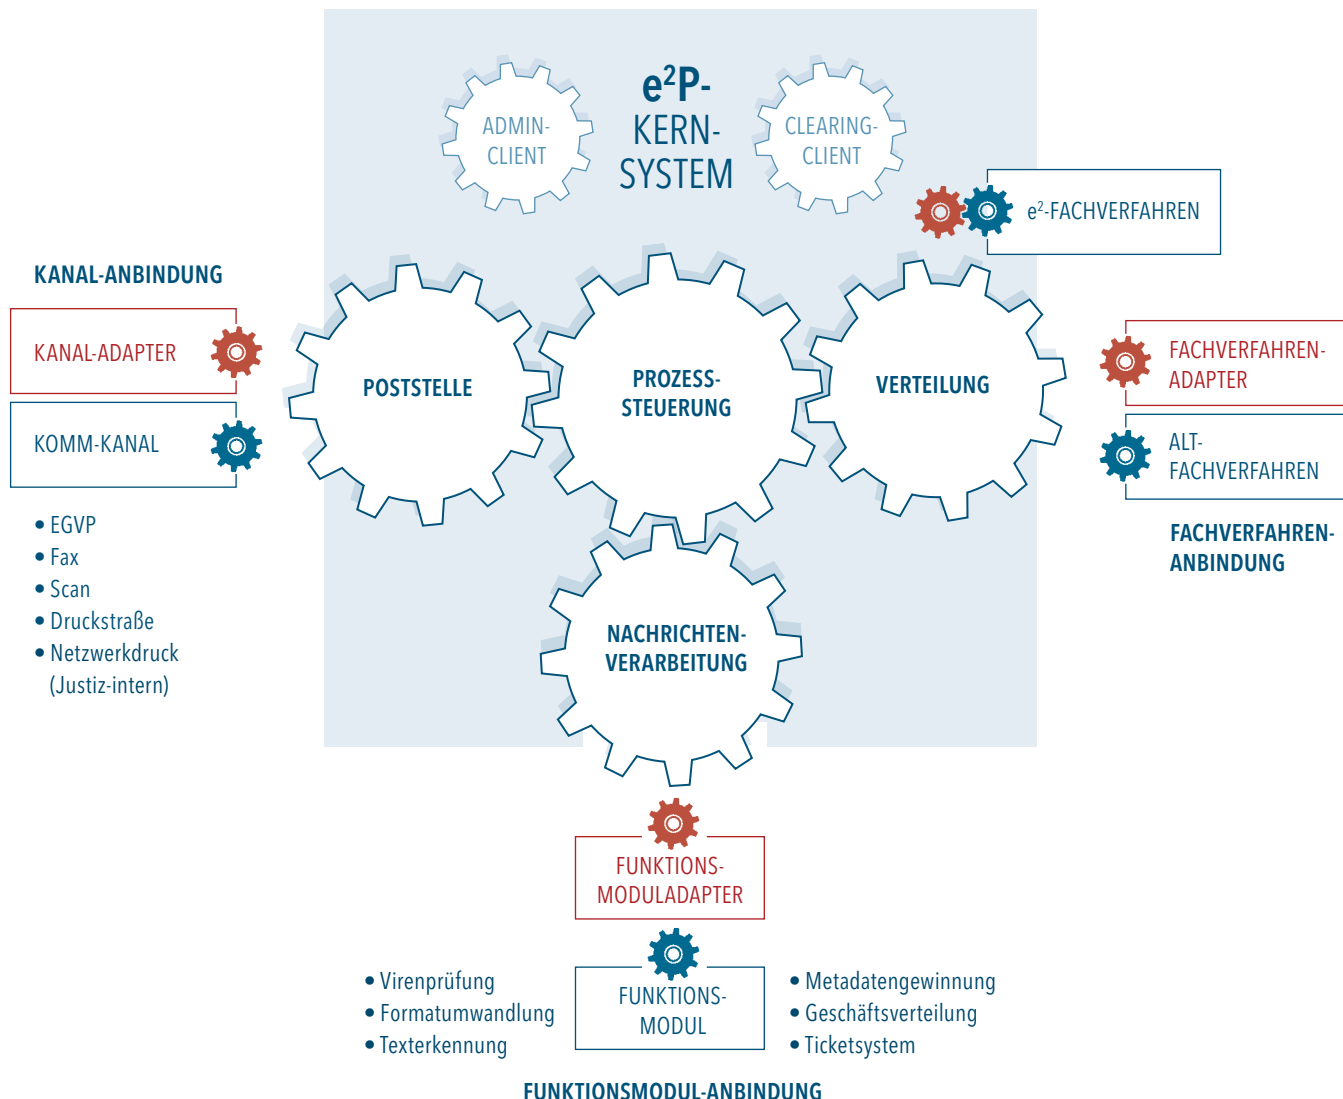 e²P-
KERN-
SYSTEM
ADMIN-
CLIENT
CLEARING-
CLIENT
e²-FACHVERFAHREN
KANAL-ANBINDUNG
KANAL-ADAPTER
KOMM-KANAL
• EGVP
• Fax
• Scan
• Druckstraße
• Netzwerkdruck
(Justiz-intern)
POSTSTELLE
PROZESS-
STEUERUNG
VERTEILUNG
NACHRICHTEN-
VERARBEITUNG
FACHVERFAHREN-
ADAPTER
ALT-
FACHVERFAHREN
FACHVERFAHREN-
ANBINDUNG
FUNKTIONS-
MODULADAPTER
• Virenprüfung
• Formatumwandlung
• Texterkennung
FUNKTIONS-
MODUL
• Metadatengewinnung
• Geschäftsverteilung
• Ticketsystem
FUNKTIONSMODUL-ANBINDUNG